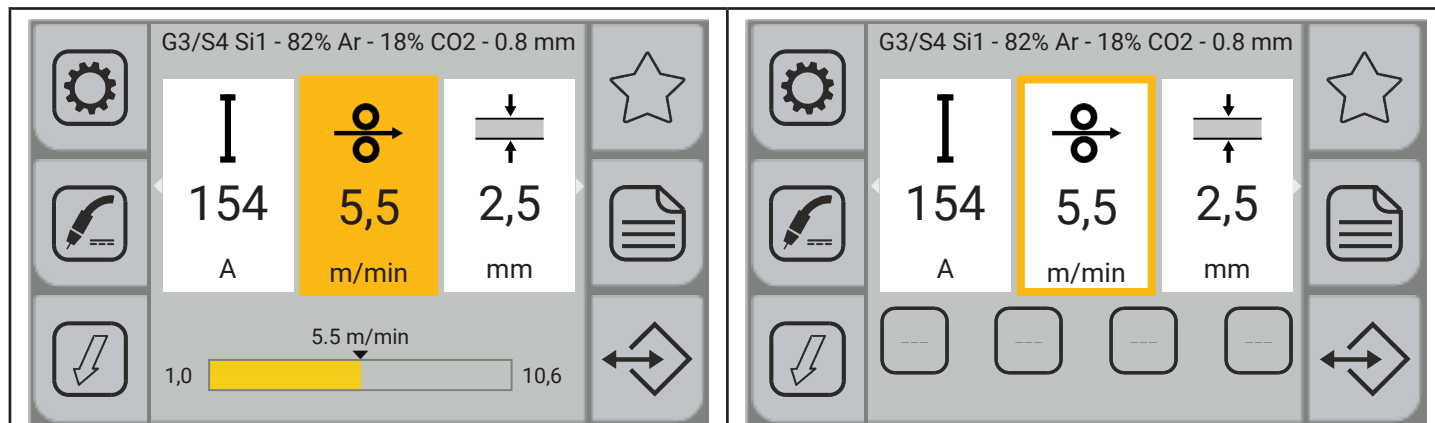 G3/S4 Si1 - 82% Ar - 18% CO2 - 0.8 mm
154 5,5 2,5
A m/min mm
5.5 m/min
1,0 10,6
G3/S4 Si1 - 82% Ar - 18% CO2 - 0.8 mm
154 5,5 2,5
A m/min mm
--- --- --- ---